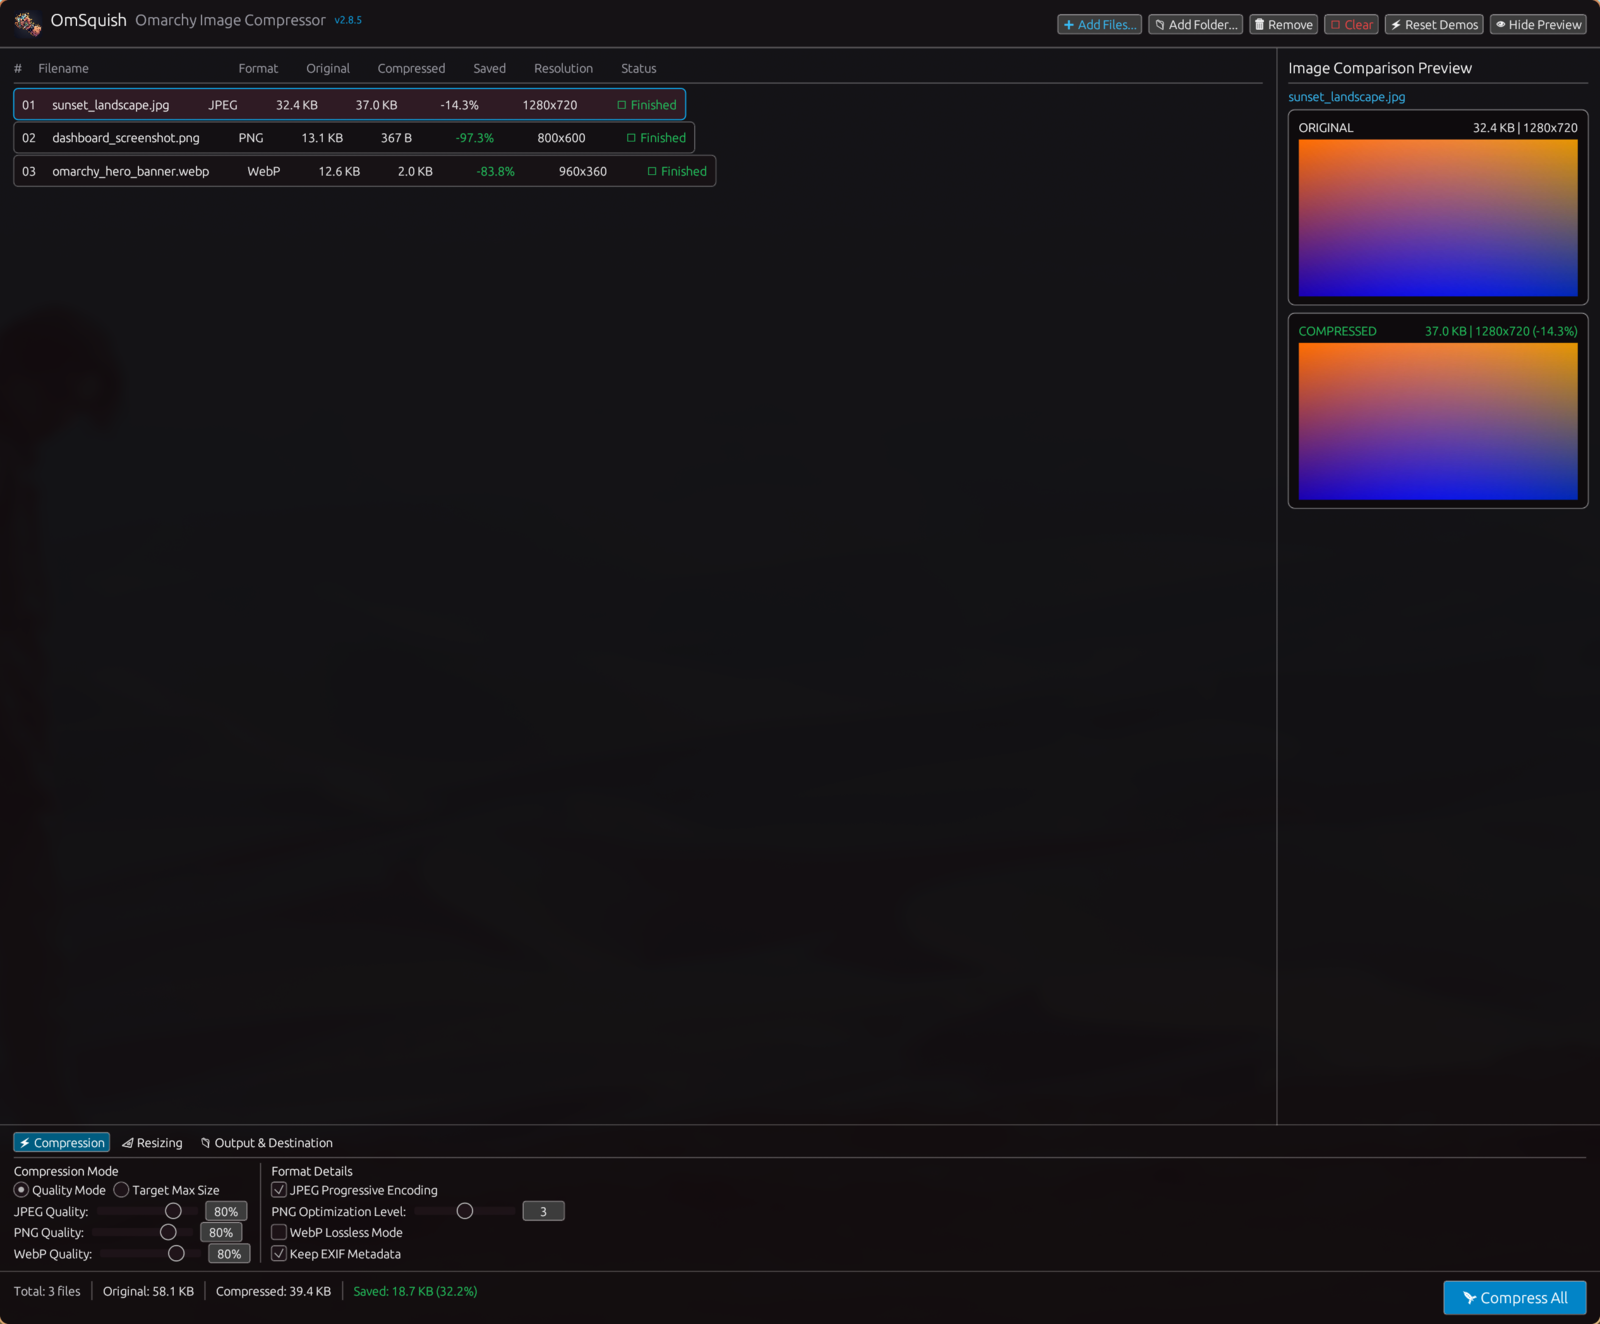 OmSquish Omarchy Image Compressor v2.8.5
+ Add Files... Add Folder... Remove Clear Reset Demos Hide Preview
# Filename Format Original Compressed Saved Resolution Status
01 sunset_landscape.jpg JPEG 32.4 KB 37.0 KB -14.3% 1280x720 Finished
02 dashboard_screenshot.png PNG 13.1 KB 367 B -97.3% 800x600 Finished
03 omarchy_hero_banner.webp WebP 12.6 KB 2.0 KB -83.8% 960x360 Finished
Image Comparison Preview
sunset_landscape.jpg
ORIGINAL 32.4 KB | 1280x720
COMPRESSED 37.0 KB | 1280x720 (-14.3%)
Compression Resizing Output & Destination
Compression Mode
Quality Mode Target Max Size
JPEG Quality: 80%
PNG Quality: 80%
WebP Quality: 80%
Format Details
JPEG Progressive Encoding
PNG Optimization Level: 3
WebP Lossless Mode
Keep EXIF Metadata
Total: 3 files Original: 58.1 KB Compressed: 39.4 KB Saved: 18.7 KB (32.2%)
Compress All